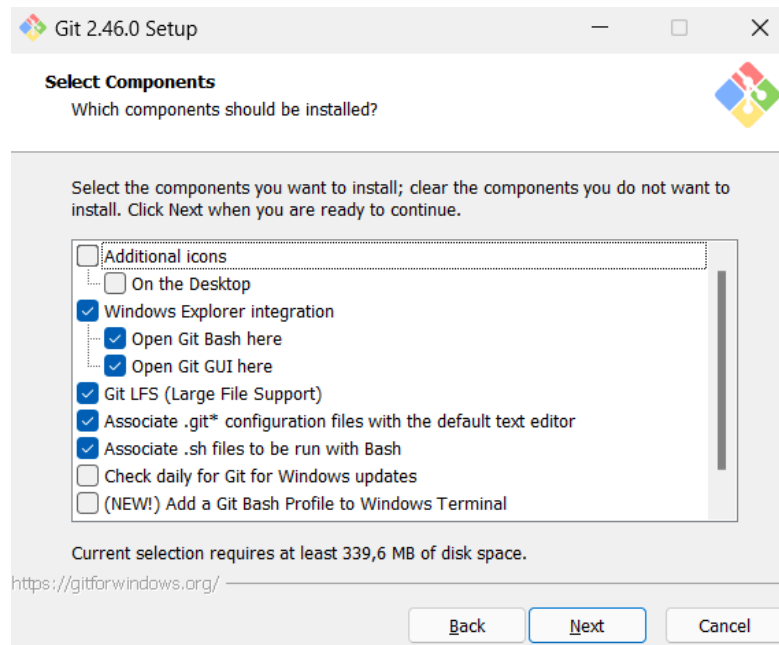 Git 2.46.0 Setup
Select Components
Which components should be installed?
Select the components you want to install; clear the components you do not want to
install. Click Next when you are ready to continue.
Additional icons
On the Desktop
Windows Explorer integration
Open Git Bash here
Open Git GUI here
Git LFS (Large File Support)
Associate .git* configuration files with the default text editor
Associate .sh files to be run with Bash
Check daily for Git for Windows updates
(NEW!) Add a Git Bash Profile to Windows Terminal
Current selection requires at least 339,6 MB of disk space.
https://gitforwindows.org/
Back Next Cancel